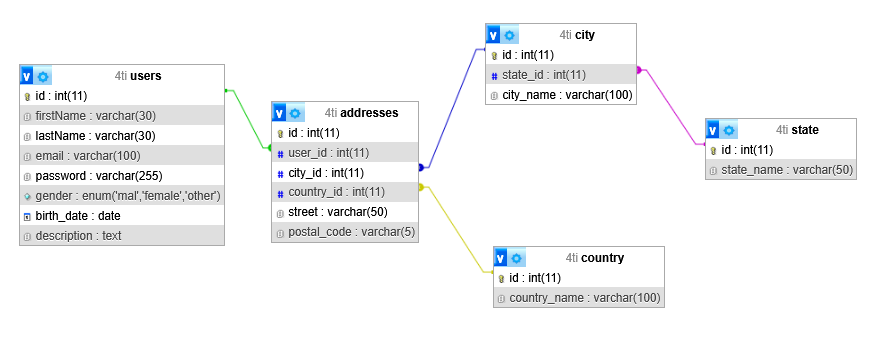 4ti users
id : int(11)
firstName : varchar(30)
lastName : varchar(30)
email : varchar(100)
password : varchar(255)
gender : enum('mal','female','other')
birth_date : date
description : text
4ti addresses
id : int(11)
user_id : int(11)
city_id : int(11)
country_id : int(11)
street : varchar(50)
postal_code : varchar(5)
4ti city
id : int(11)
state_id : int(11)
city_name : varchar(100)
4ti state
id : int(11)
state_name : varchar(50)
4ti country
id : int(11)
country_name : varchar(100)